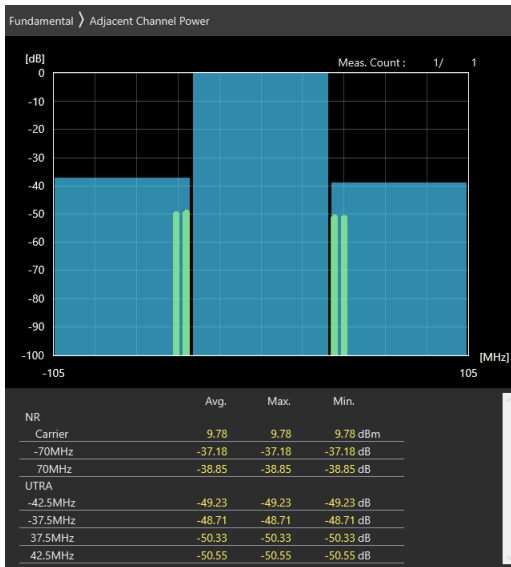 Fundamental 〉 Adjacent Channel Power
[dB] Meas. Count : 1/ 1
0
-10
-20
-30
-40
-50
-60
-70
-80
-90
-100 [MHz]
-105 105
Avg. Max. Min.
NR
Carrier 9.78 9.78 9.78 dBm
-70MHz -37.18 -37.18 -37.18 dB
70MHz -38.85 -38.85 -38.85 dB
UTRA
-42.5MHz -49.23 -49.23 -49.23 dB
-37.5MHz -48.71 -48.71 -48.71 dB
37.5MHz -50.33 -50.33 -50.33 dB
42.5MHz -50.55 -50.55 -50.55 dB